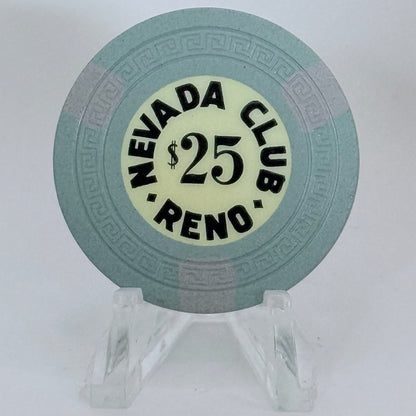 NEVADA CLUB
$25
· RENO ·